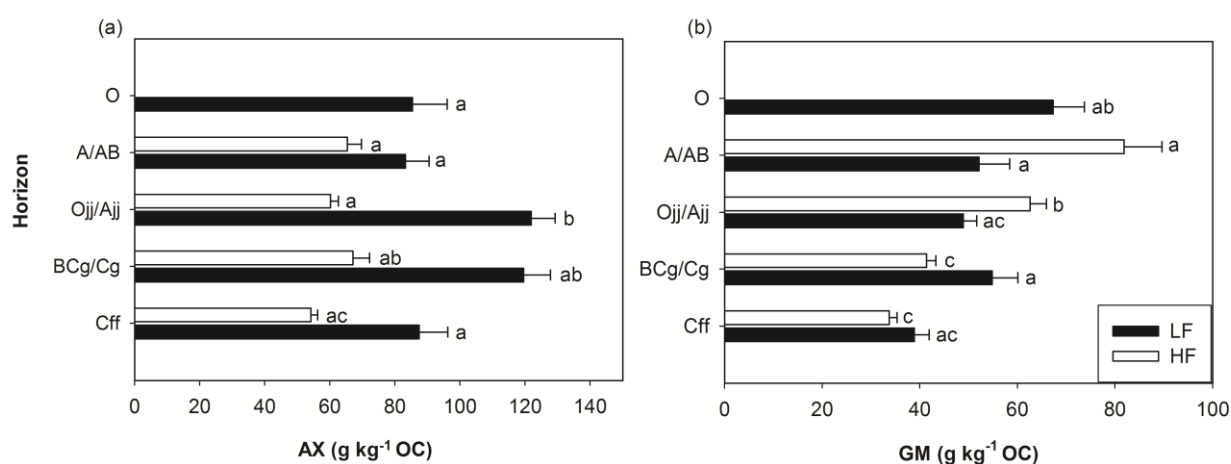 (a)
Horizon
O
a
A/AB
a
a
Ojj/Ajj
a
b
BCg/Cg
ab
ab
Cff
ac
a
0 20 40 60 80 100 120 140
AX (g kg⁻¹ OC)
(b)
O
ab
A/AB
a
a
Ojj/Ajj
b
ac
BCg/Cg
c
a
Cff
c
ac
LF
HF
0 20 40 60 80 100
GM (g kg⁻¹ OC)